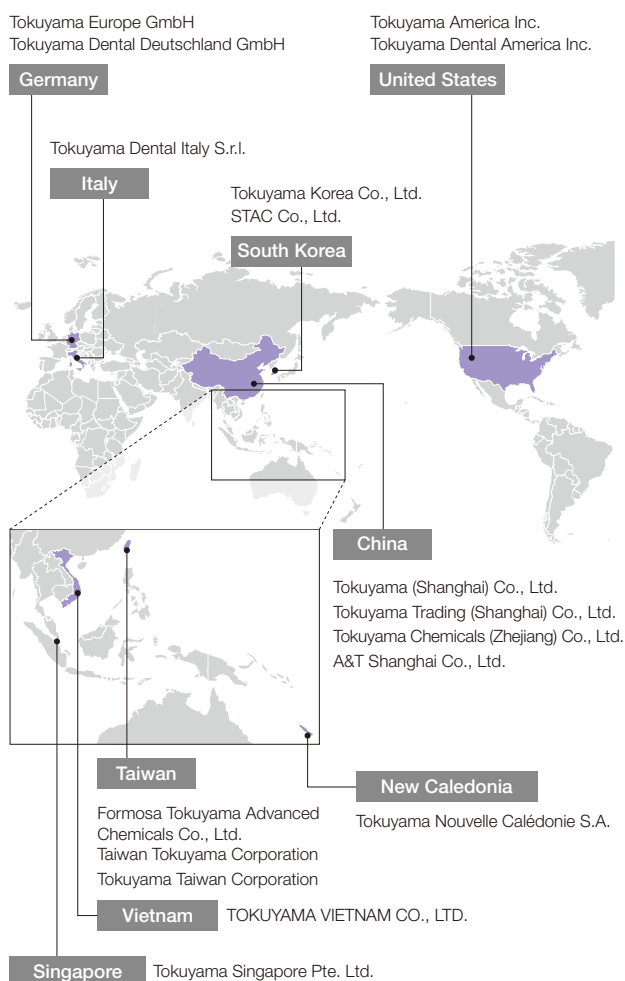 Tokuyama Europe GmbH
Tokuyama Dental Deutschland GmbH
Germany
Tokuyama America Inc.
Tokuyama Dental America Inc.
United States
Tokuyama Dental Italy S.r.l.
Italy
Tokuyama Korea Co., Ltd.
STAC Co., Ltd.
South Korea
China
Tokuyama (Shanghai) Co., Ltd.
Tokuyama Trading (Shanghai) Co., Ltd.
Tokuyama Chemicals (Zhejiang) Co., Ltd.
A&T Shanghai Co., Ltd.
Taiwan
Formosa Tokuyama Advanced
Chemicals Co., Ltd.
Taiwan Tokuyama Corporation
Tokuyama Taiwan Corporation
New Caledonia
Tokuyama Nouvelle Calédonie S.A.
Vietnam TOKUYAMA VIETNAM CO., LTD.
Singapore Tokuyama Singapore Pte. Ltd.